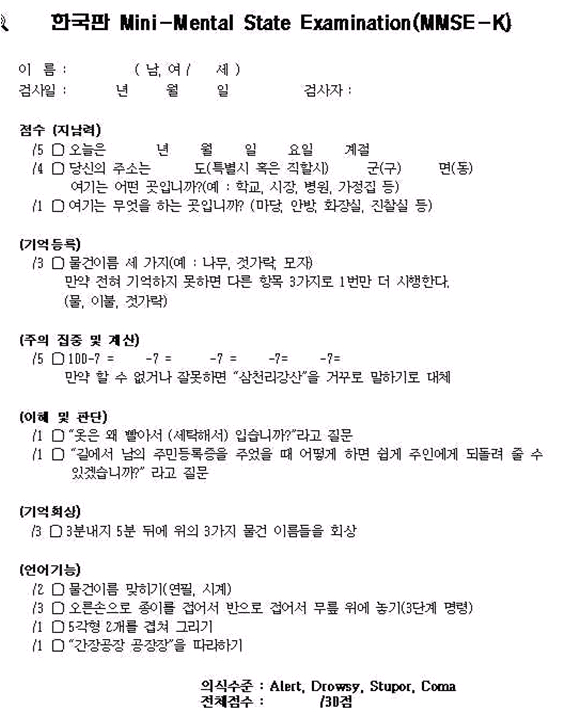 한국판 Mini-Mental State Examination(MMSE-K)
이 름 : ( 남, 여 / 세 )
검사일 : 년 월 일 검사자 :
점수 (지남력)
/5 □ 오늘은 년 월 일 요일 계절
/4 □ 당신의 주소는 도(특별시 혹은 직할시) 군(구) 면(동)
여기는 어떤 곳입니까?(예 : 학교, 시장, 병원, 가정집 등)
/1 □ 여기는 무엇을 하는 곳입니까? (마당, 안방, 화장실, 진찰실 등)
(기억등록)
/3 □ 물건이름 세 가지(예 : 나무, 젓가락, 모자)
만약 전혀 기억하지 못하면 다른 항목 3가지로 1번만 더 시행한다.
(물, 이불, 젓가락)
(주의 집중 및 계산)
/5 □ 100-7 = -7 = -7 = -7= -7=
만약 할 수 없거나 잘못하면 “삼천리강산”을 거꾸로 말하기로 대체
(이해 및 판단)
/1 □ “옷은 왜 빨아서 (세탁해서) 입습니까?”라고 질문
/1 □ “길에서 남의 주민등록증을 주었을 때 어떻게 하면 쉽게 주인에게 되돌려 줄 수
있겠습니까?” 라고 질문
(기억회상)
/3 □ 3분내지 5분 뒤에 위의 3가지 물건 이름들을 회상
(언어기능)
/2 □ 물건이름 맞히기(연필, 시계)
/3 □ 오른손으로 종이를 접어서 반으로 접어서 무릎 위에 놓기(3단계 명령)
/1 □ 5각형 2개를 겹쳐 그리기
/1 □ “간장공장 공장장”을 따라하기
의식수준 : Alert, Drowsy, Stupor, Coma
전체점수 : /30점